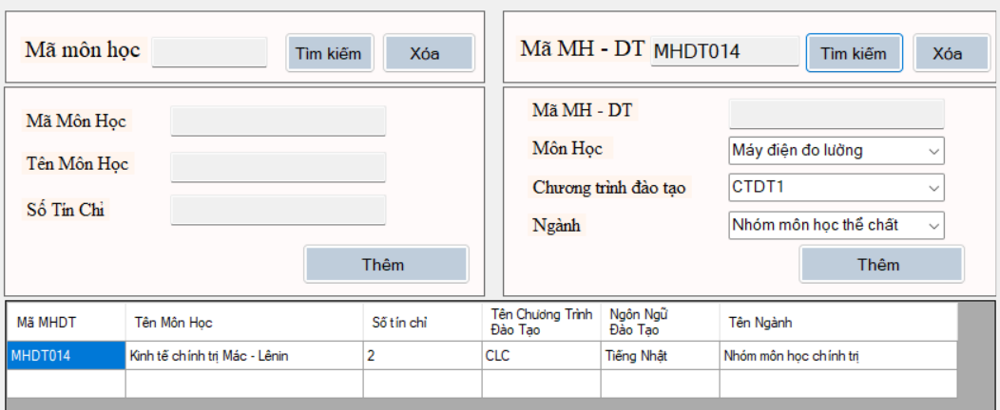 Mã môn học
Tìm kiếm
Xóa
Mã MH - DT
MHDT014
Tìm kiếm
Xóa
Mã Môn Học
Tên Môn Học
Số Tín Chỉ
Thêm
Mã MH - DT
Môn Học
Máy điện đo lường
Chương trình đào tạo
CTDT1
Ngành
Nhóm môn học thể chất
Thêm
Mã MHDT
Tên Môn Học
Số tín chỉ
Tên Chương Trình
Đào Tạo
Ngôn Ngữ
Đào Tạo
Tên Ngành
MHDT014
Kinh tế chính trị Mác - Lênin
2
CLC
Tiếng Nhật
Nhóm môn học chính trị